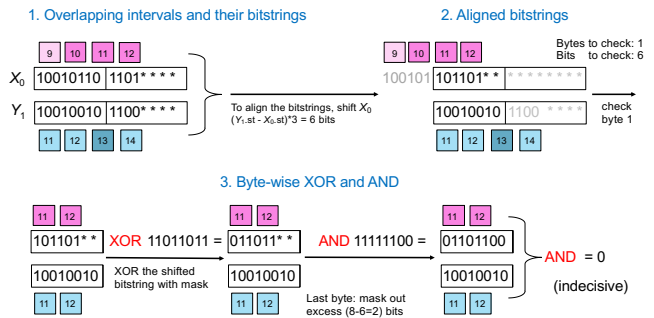 1. Overlapping intervals and their bitstrings
2. Aligned bitstrings
9 10 11 12
10 11 12
Bytes to check: 1
Bits to check: 6
X0 10010110 1101* * * *
100101 101101* * * * * * * * * *
Y1 10010010 1100* * * *
To align the bitstrings, shift X0
(Y1.st - X0.st)*3 = 6 bits
10010010 1100 * * * *
check
byte 1
11 12 13 14
11 12 13 14
3. Byte-wise XOR and AND
11 12
11 12
11 12
101101* * XOR 11011011 = 011011* * AND 11111100 = 01101100
XOR the shifted
bitstring with mask
AND = 0
(indecisive)
10010010
10010010
10010010
Last byte: mask out
excess (8-6=2) bits
11 12
11 12
11 12